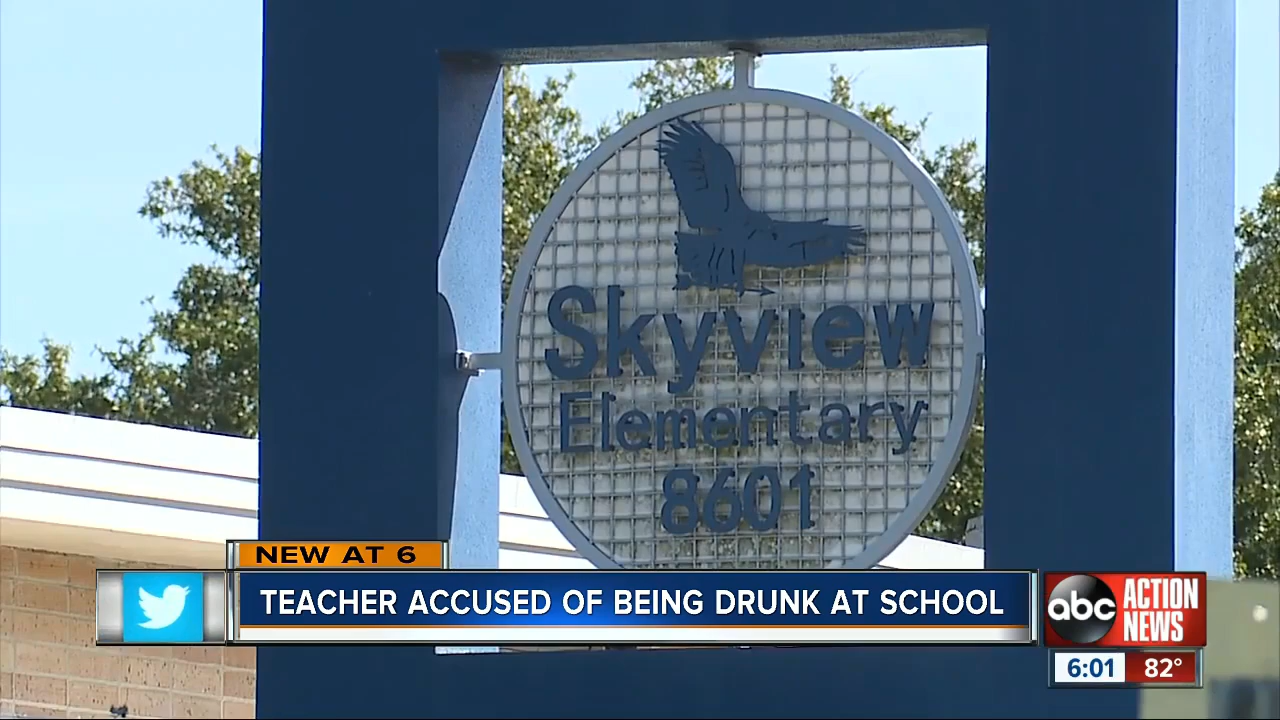 Skyview
Elementary
8601
NEW AT 6
TEACHER ACCUSED OF BEING DRUNK AT SCHOOL
abc ACTION
NEWS
6:01 82°